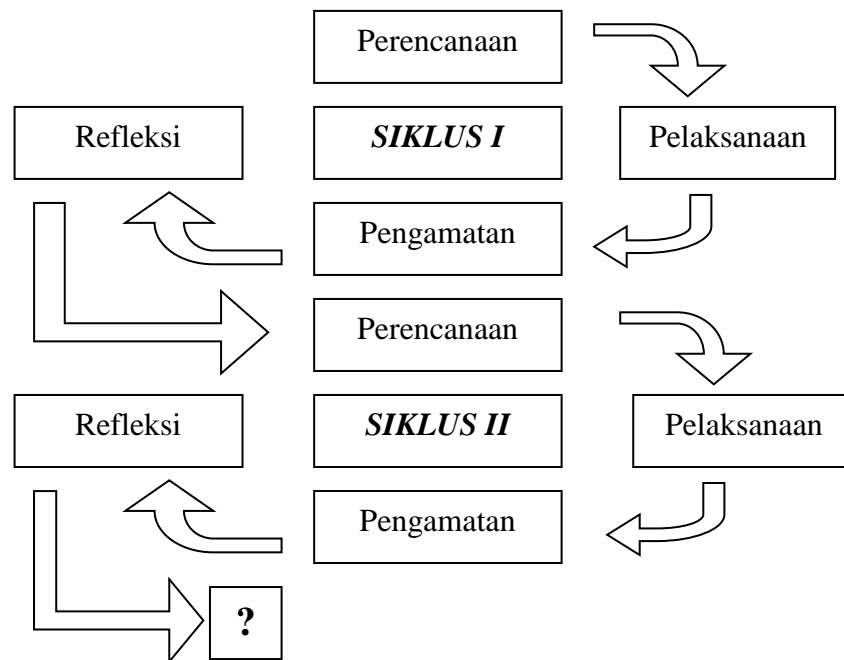 Perencanaan
Refleksi
SIKLUS I
Pelaksanaan
Pengamatan
Perencanaan
Refleksi
SIKLUS II
Pelaksanaan
Pengamatan
?